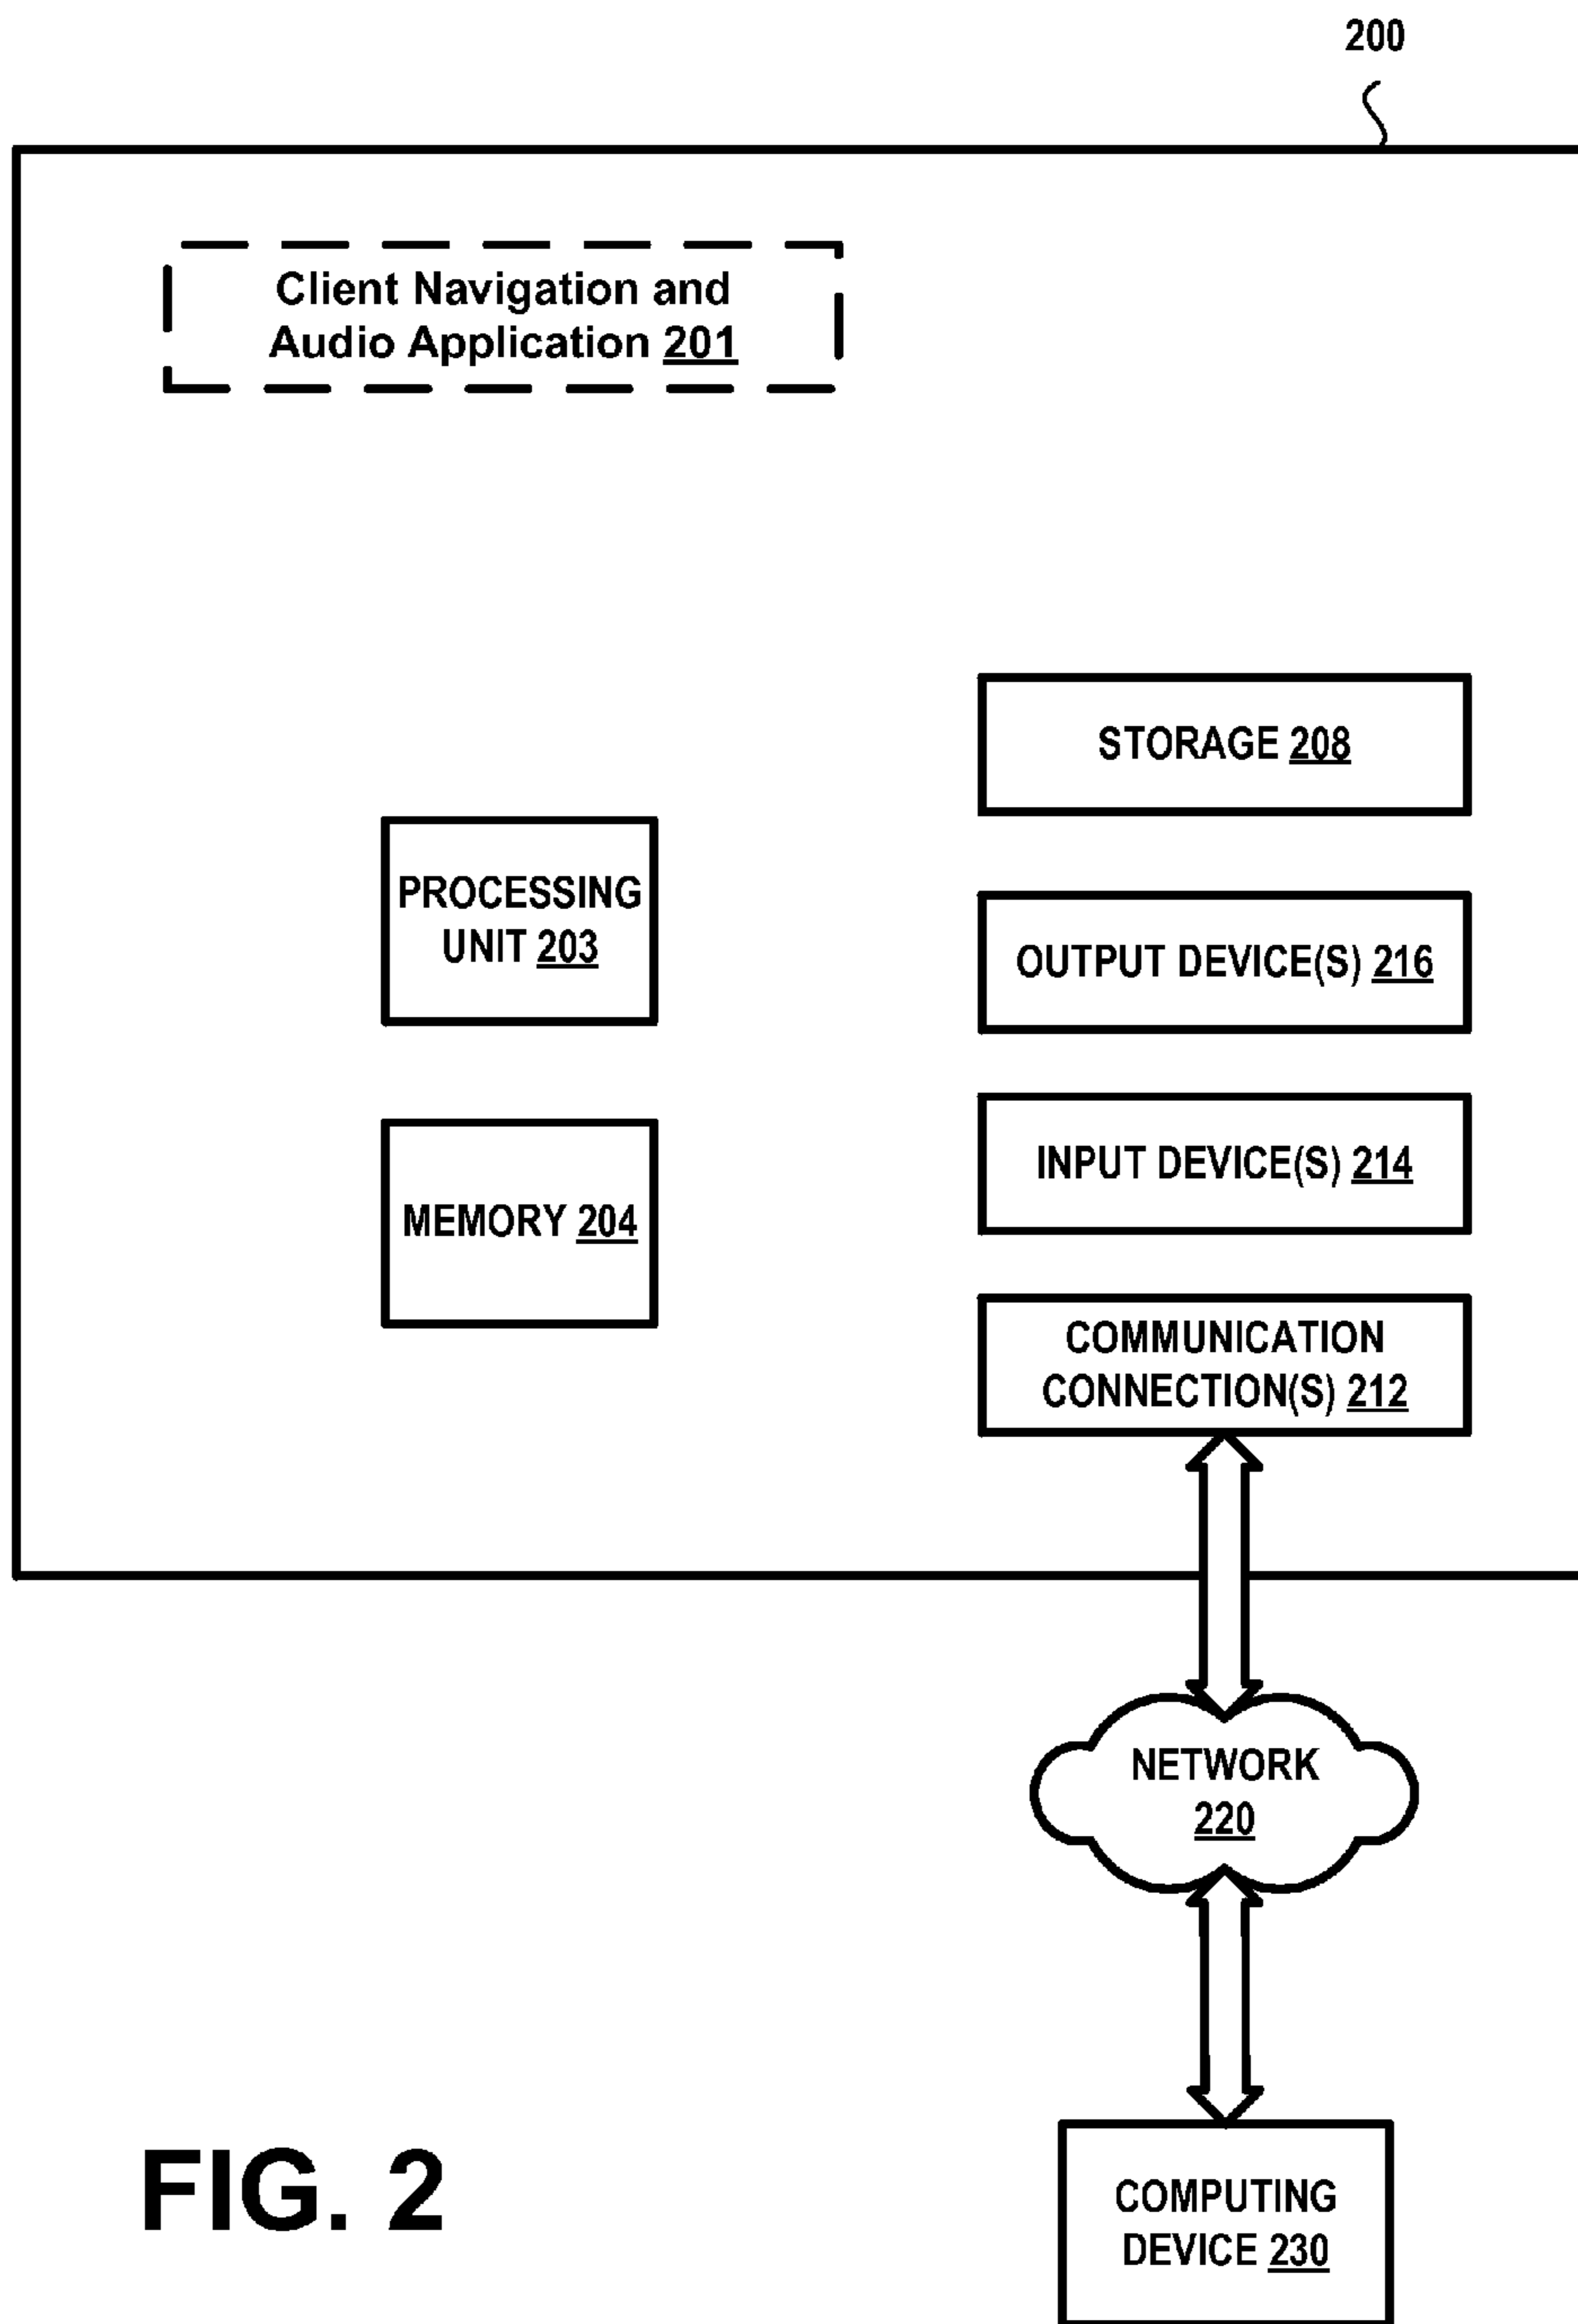 200
Client Navigation and
Audio Application 201
STORAGE 208
PROCESSING
UNIT 203
OUTPUT DEVICE(S) 216
INPUT DEVICE(S) 214
MEMORY 204
COMMUNICATION
CONNECTION(S) 212
NETWORK
220
COMPUTING
DEVICE 230
FIG. 2